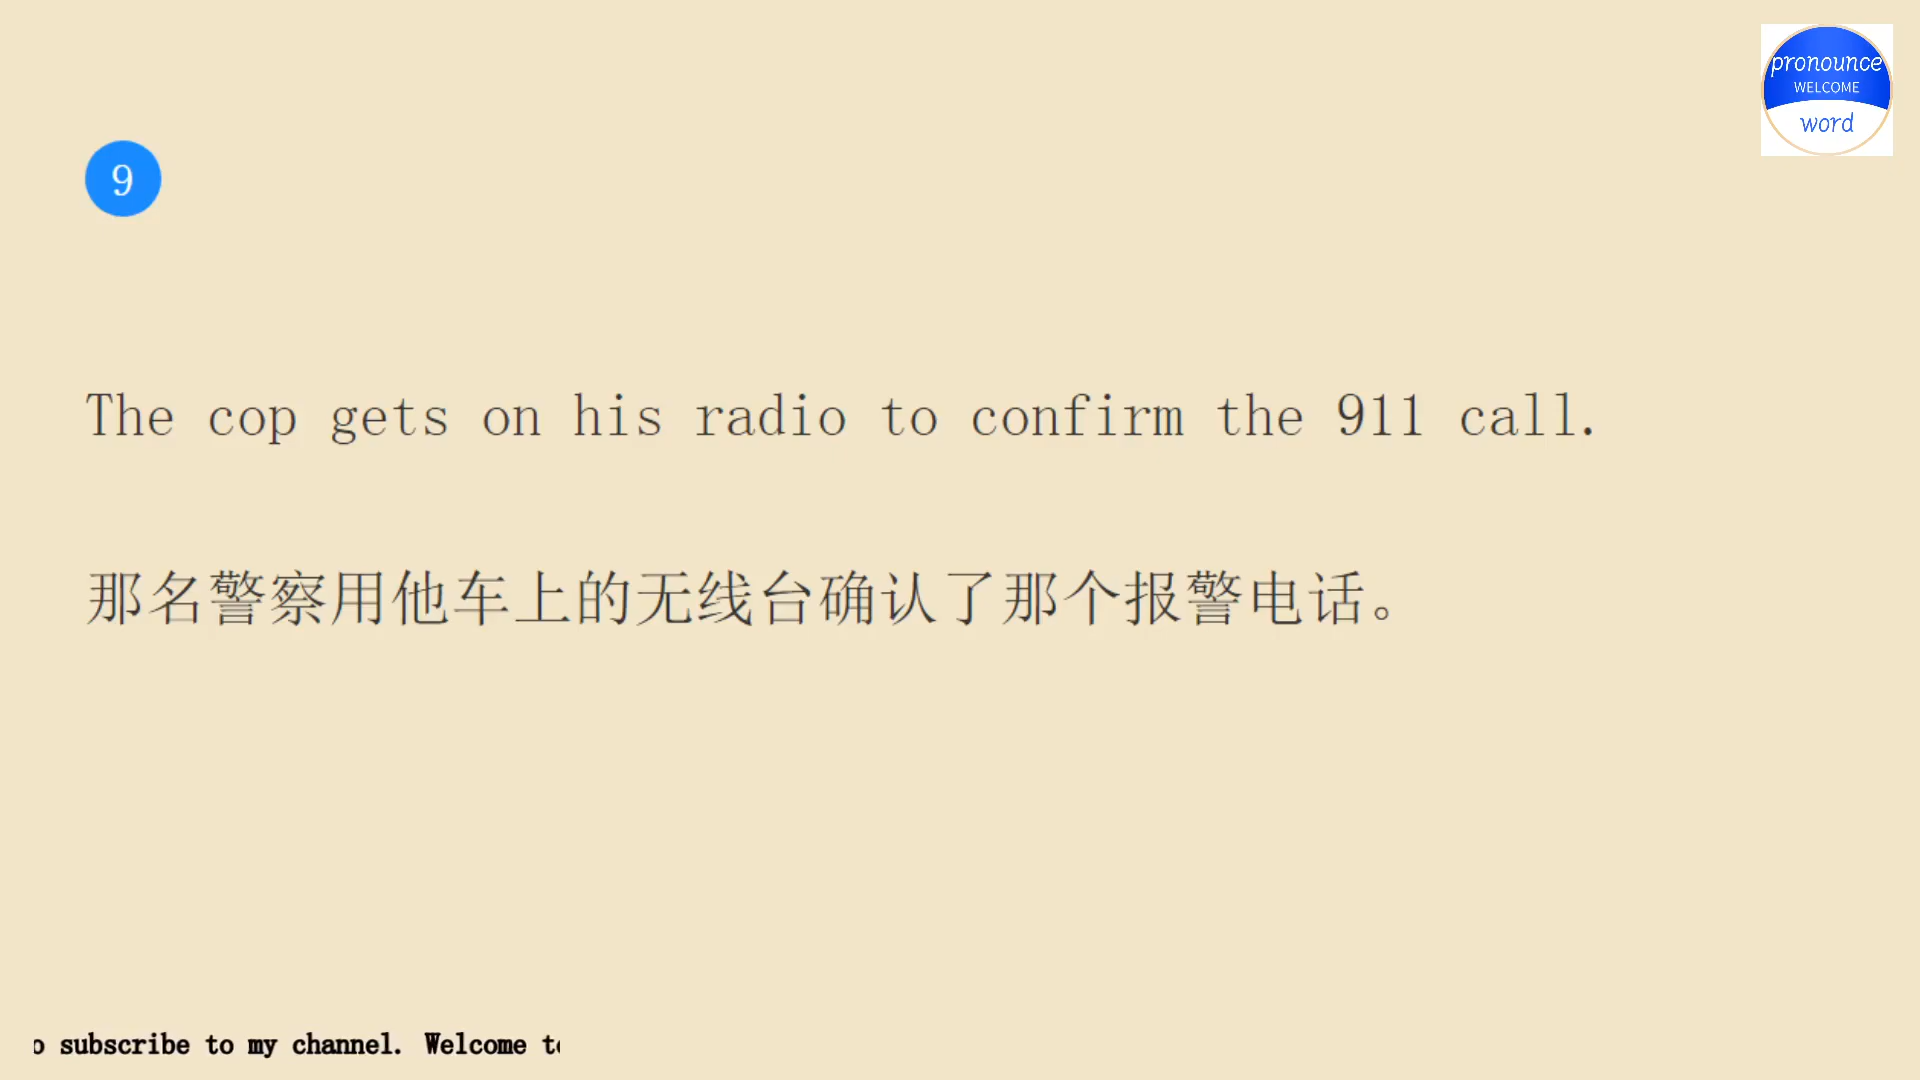 pronounce
WELCOME
word
9
The cop gets on his radio to confirm the 911 call.
那名警察用他车上的无线台确认了那个报警电话。
o subscribe to my channel. Welcome to